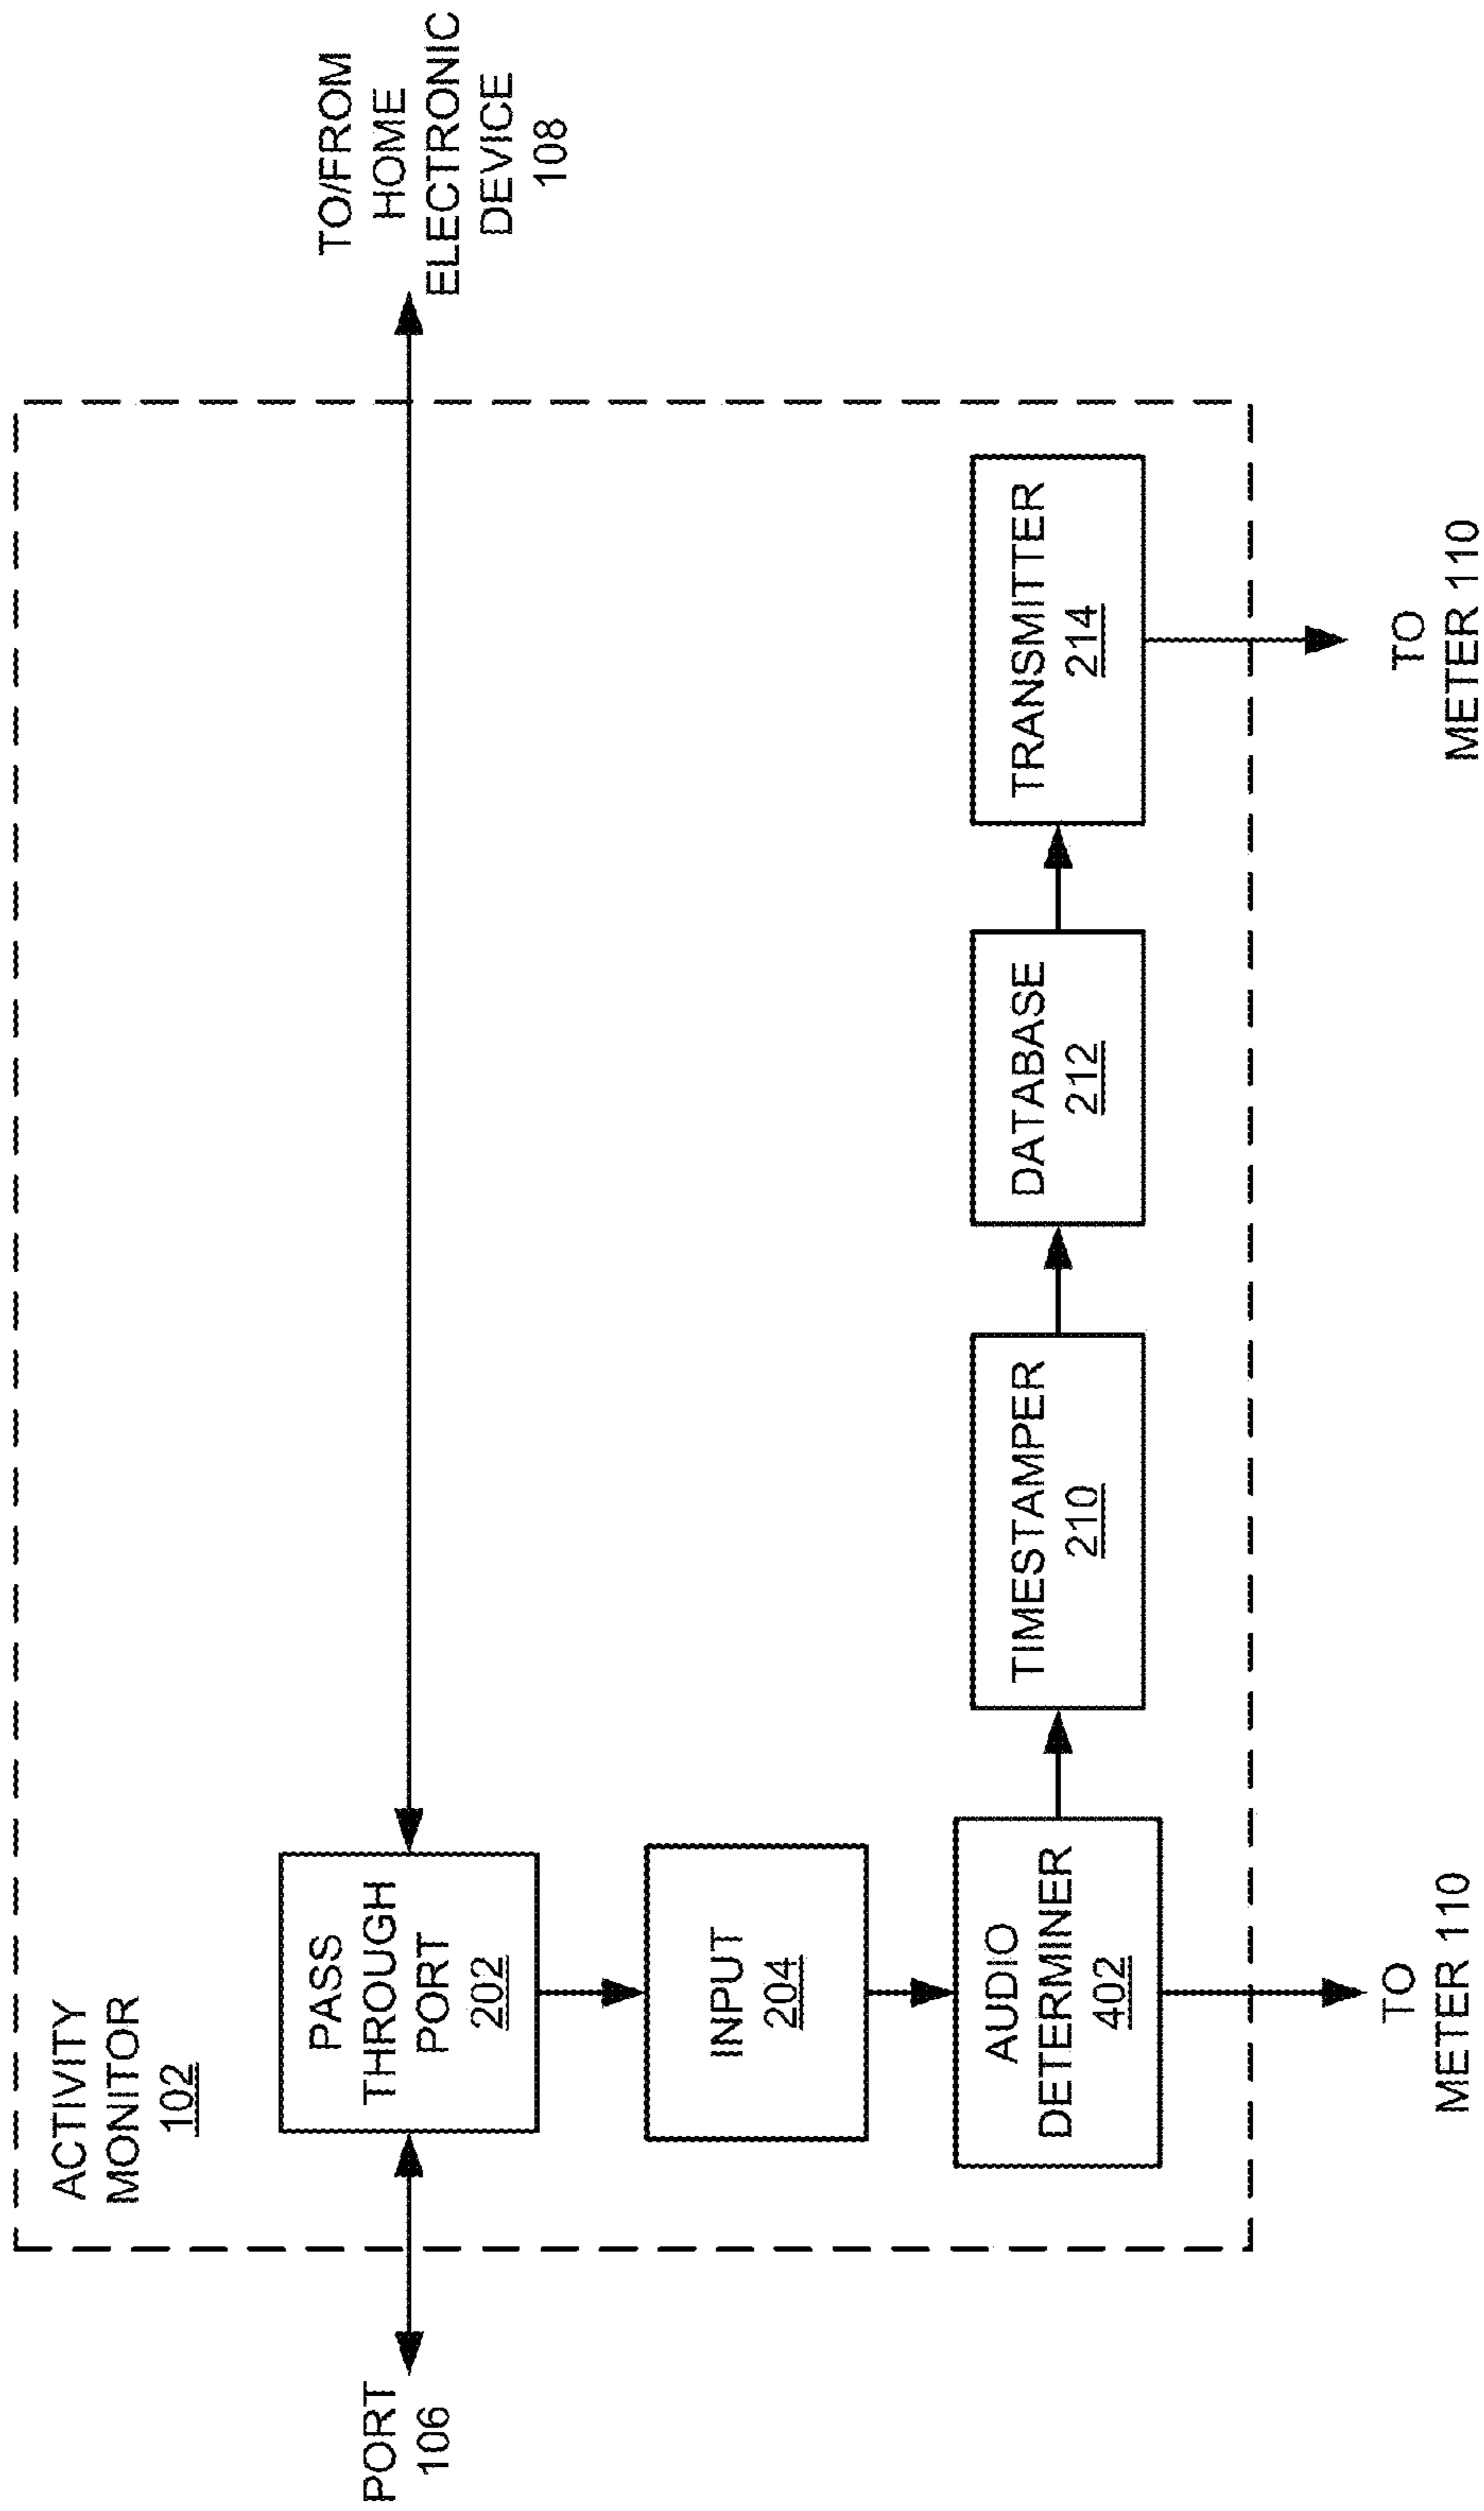 ACTIVITY
MONITOR
102
PORT
106
PASS
THROUGH
PORT
202
TO/FROM
HOME
ELECTRONIC
DEVICE
108
INPUT
204
AUDIO
DETERMINER
402
TIMESTAMPER
210
DATABASE
212
TRANSMITTER
214
TO
METER 110
TO
METER 110